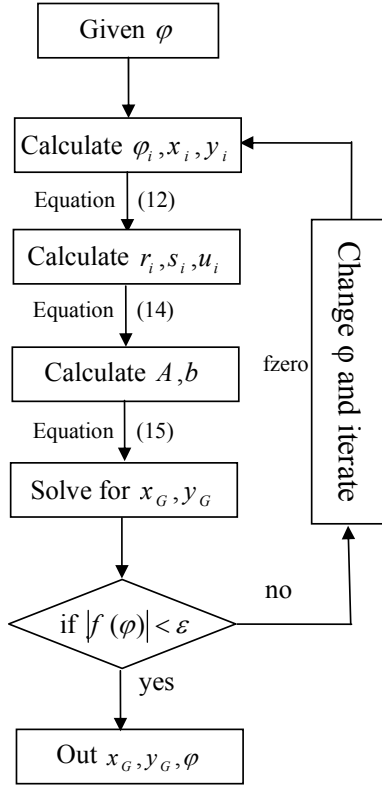 Given φ
Calculate φ_i , x_i , y_i
Equation (12)
Calculate r_i , s_i , u_i
Equation (14)
Calculate A , b
Equation (15)
Solve for x_G , y_G
if |f (φ)| < ε
no
yes
Out x_G , y_G , φ
fzero
Change φ and iterate